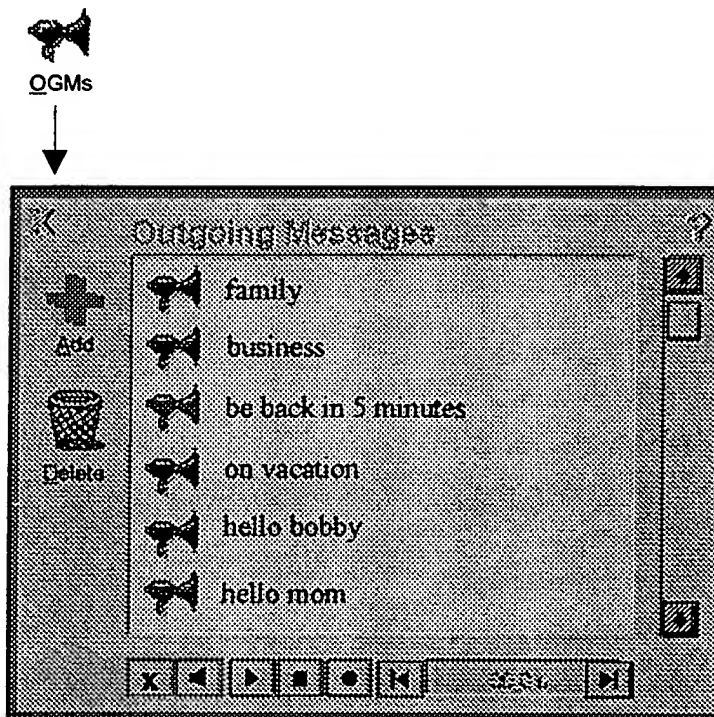 OGMs
Outgoing Messages
?
family
Add
business
be back in 5 minutes
Delete
on vacation
hello bobby
hello mom
X